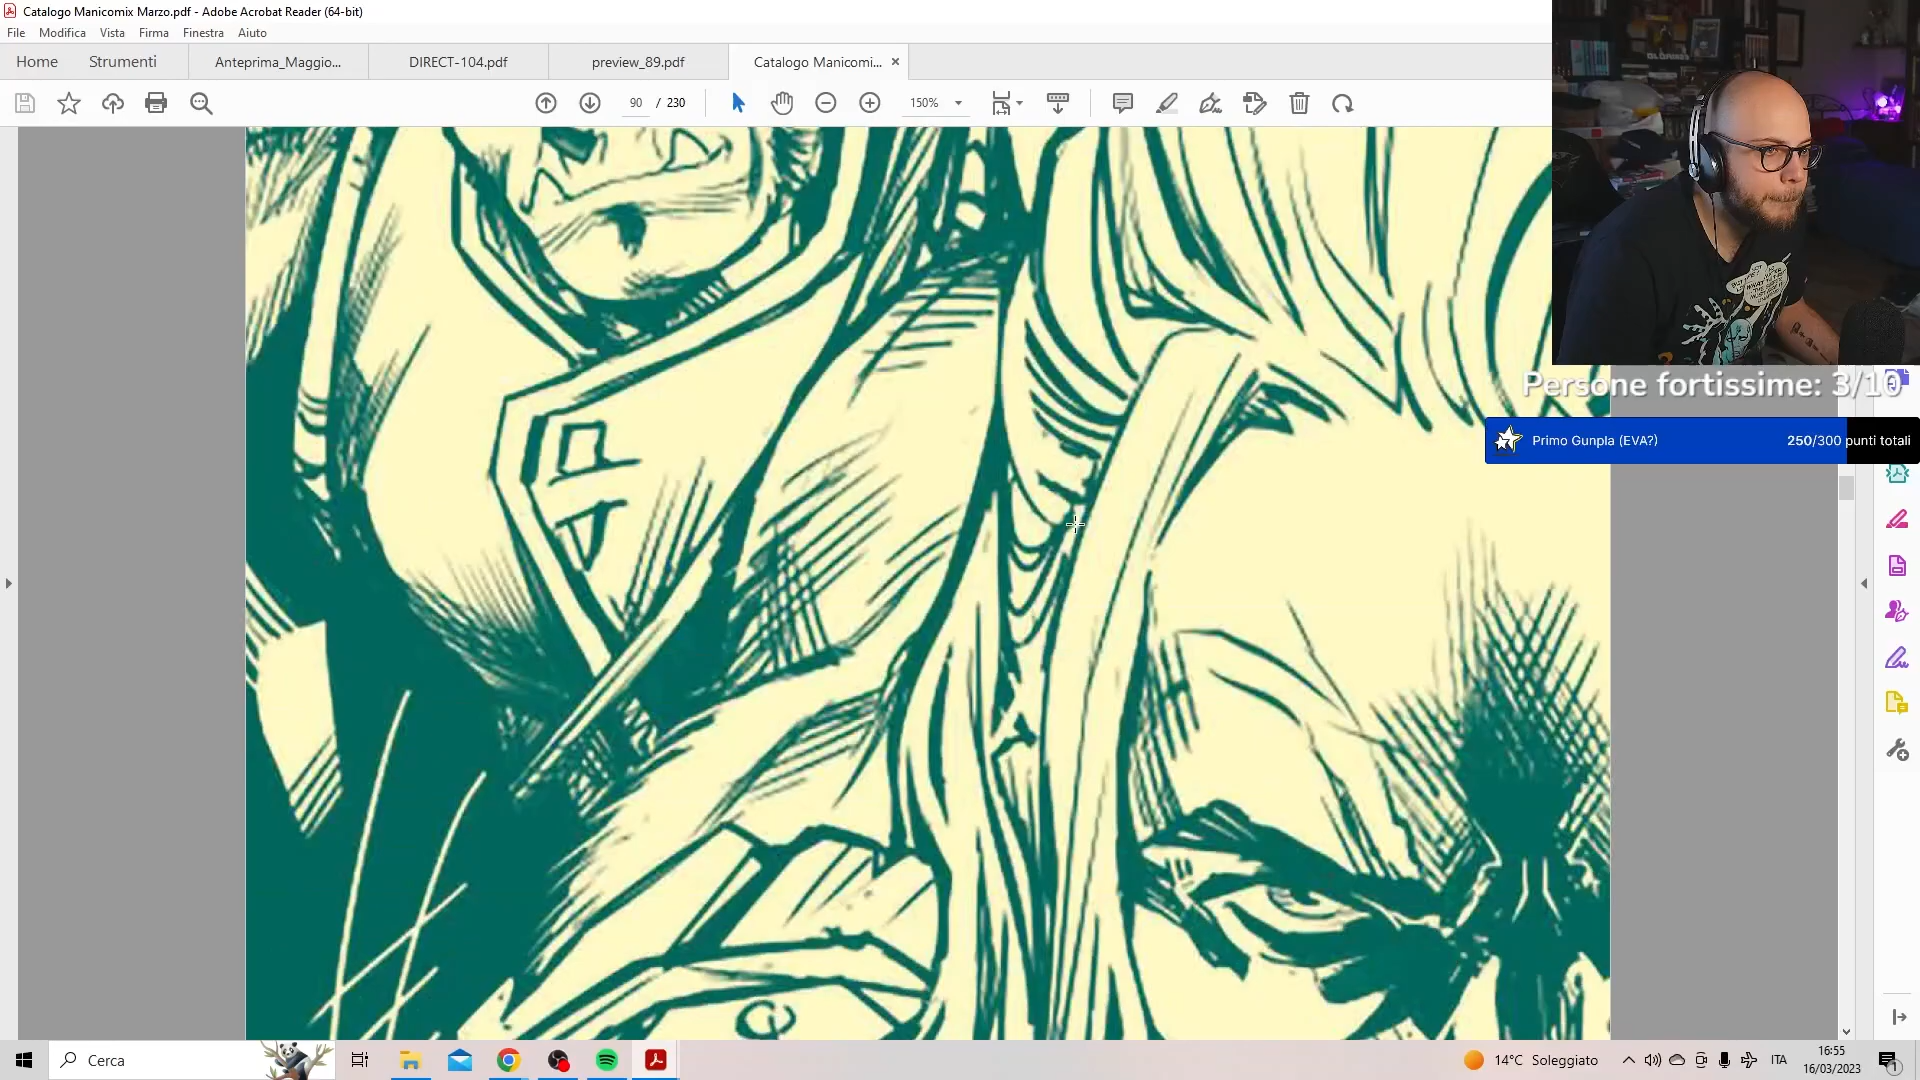 Catalogo Manicomix Marzo.pdf - Adobe Acrobat Reader (64-bit)
File Modifica Vista Firma Finestra Aiuto
Home Strumenti Anteprima_Maggio... DIRECT-104.pdf preview_89.pdf Catalogo Manicomi...
90 / 230 150%
Persone fortissime: 3/10
Primo Gunpla (EVA?) 250/300 punti totali
Cerca
14°C Soleggiato ITA 16:55
16/03/2023
1